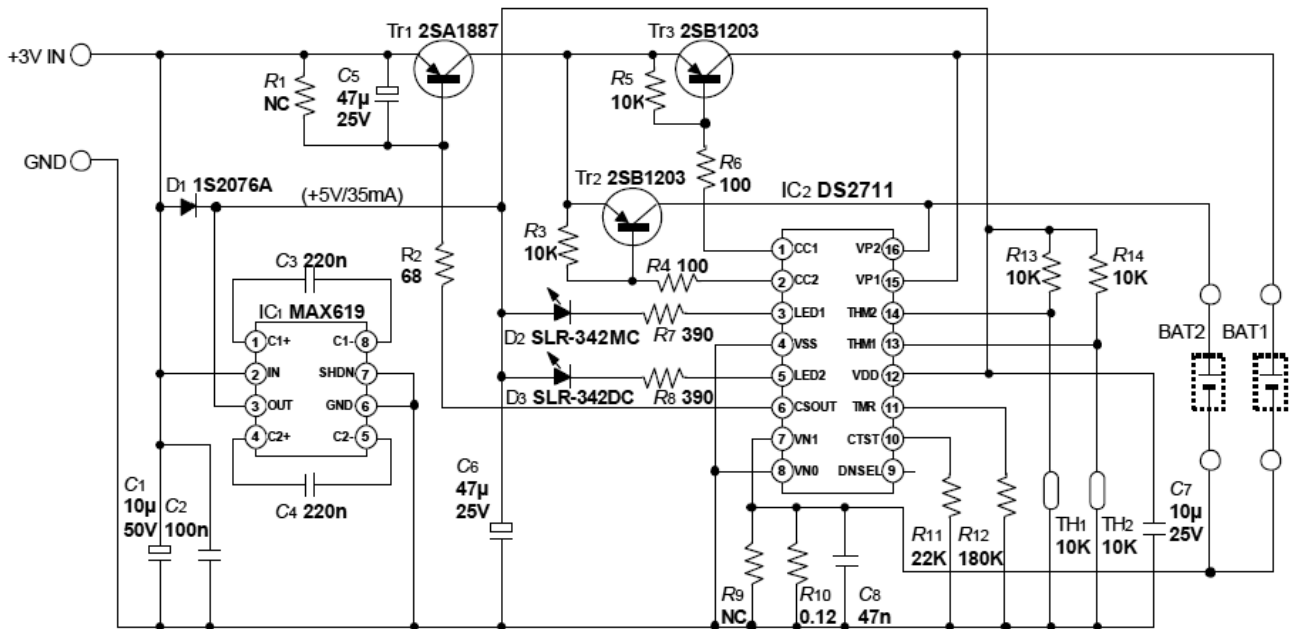 Tr1 2SA1887
Tr3 2SB1203
+3V IN
R1
NC
C5
47µ
25V
R5
10K
GND
R6
100
D1 1S2076A
(+5V/35mA)
Tr2 2SB1203
IC2 DS2711
R3
10K
R2
68
R4 100
C3 220n
IC1 MAX619
1 C1+
C1- 8
2 IN
SHDN 7
3 OUT
GND 6
4 C2+
C2- 5
C4 220n
D2 SLR-342MC
R7 390
D3 SLR-342DC
R8 390
1 CC1
VP2 16
2 CC2
VP1 15
3 LED1
THM2 14
4 VSS
THM1 13
5 LED2
VDD 12
6 CSOUT
TMR 11
7 VN1
CTST 10
8 VN0
DNSEL 9
R13
10K
R14
10K
BAT2
BAT1
C1
10µ
50V
C2
100n
C6
47µ
25V
R9
NC
R10
0.12
C8
47n
R11
22K
R12
180K
TH1
10K
TH2
10K
C7
10µ
25V